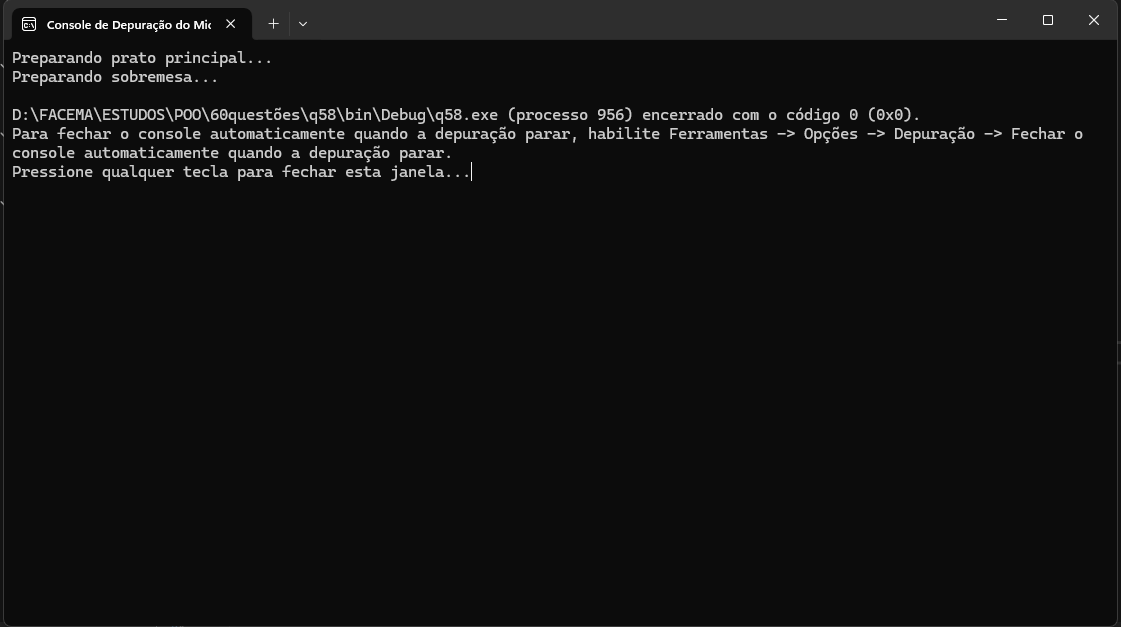 Console de Depuração do Mic
Preparando prato principal...
Preparando sobremesa...
D:\FACEMA\ESTUDOS\POO\60questões\q58\bin\Debug\q58.exe (processo 956) encerrado com o código 0 (0x0).
Para fechar o console automaticamente quando a depuração parar, habilite Ferramentas -> Opções -> Depuração -> Fechar o
console automaticamente quando a depuração parar.
Pressione qualquer tecla para fechar esta janela...